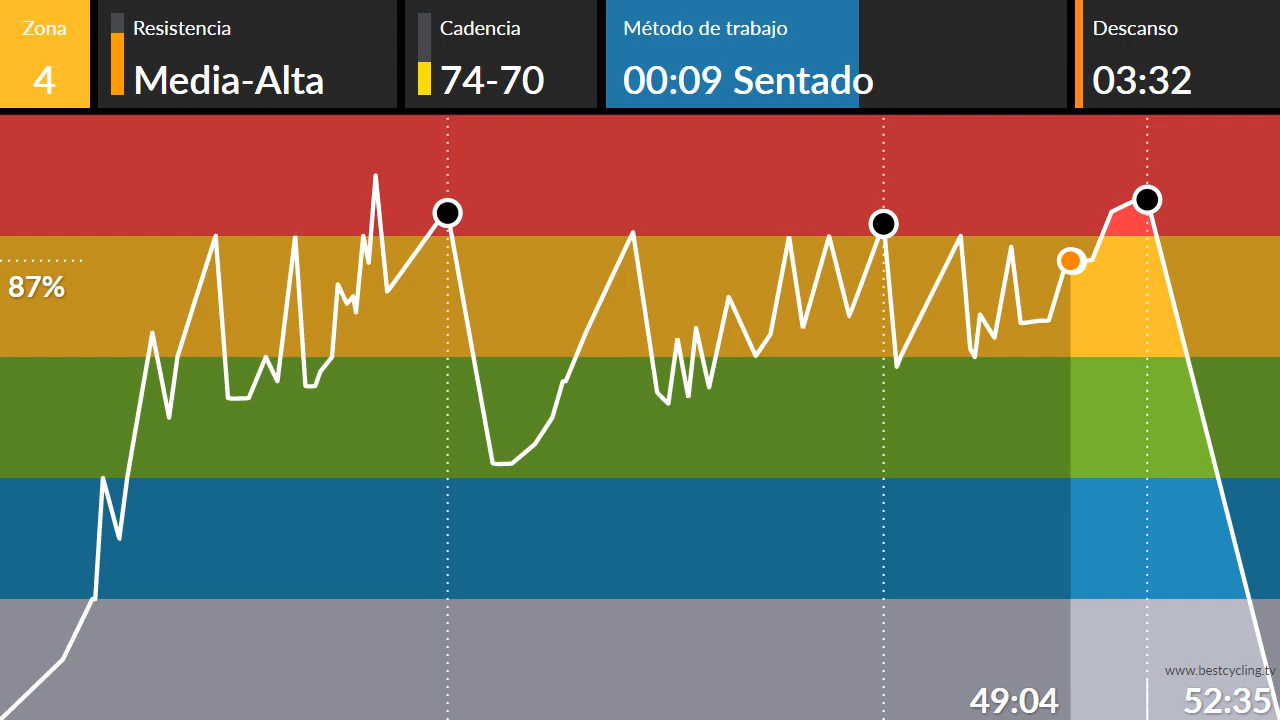 Zona
4
Resistencia
Media-Alta
Cadencia
74-70
Método de trabajo
00:09 Sentado
Descanso
03:32
87%
www.bestcycling.tv
49:04
52:35